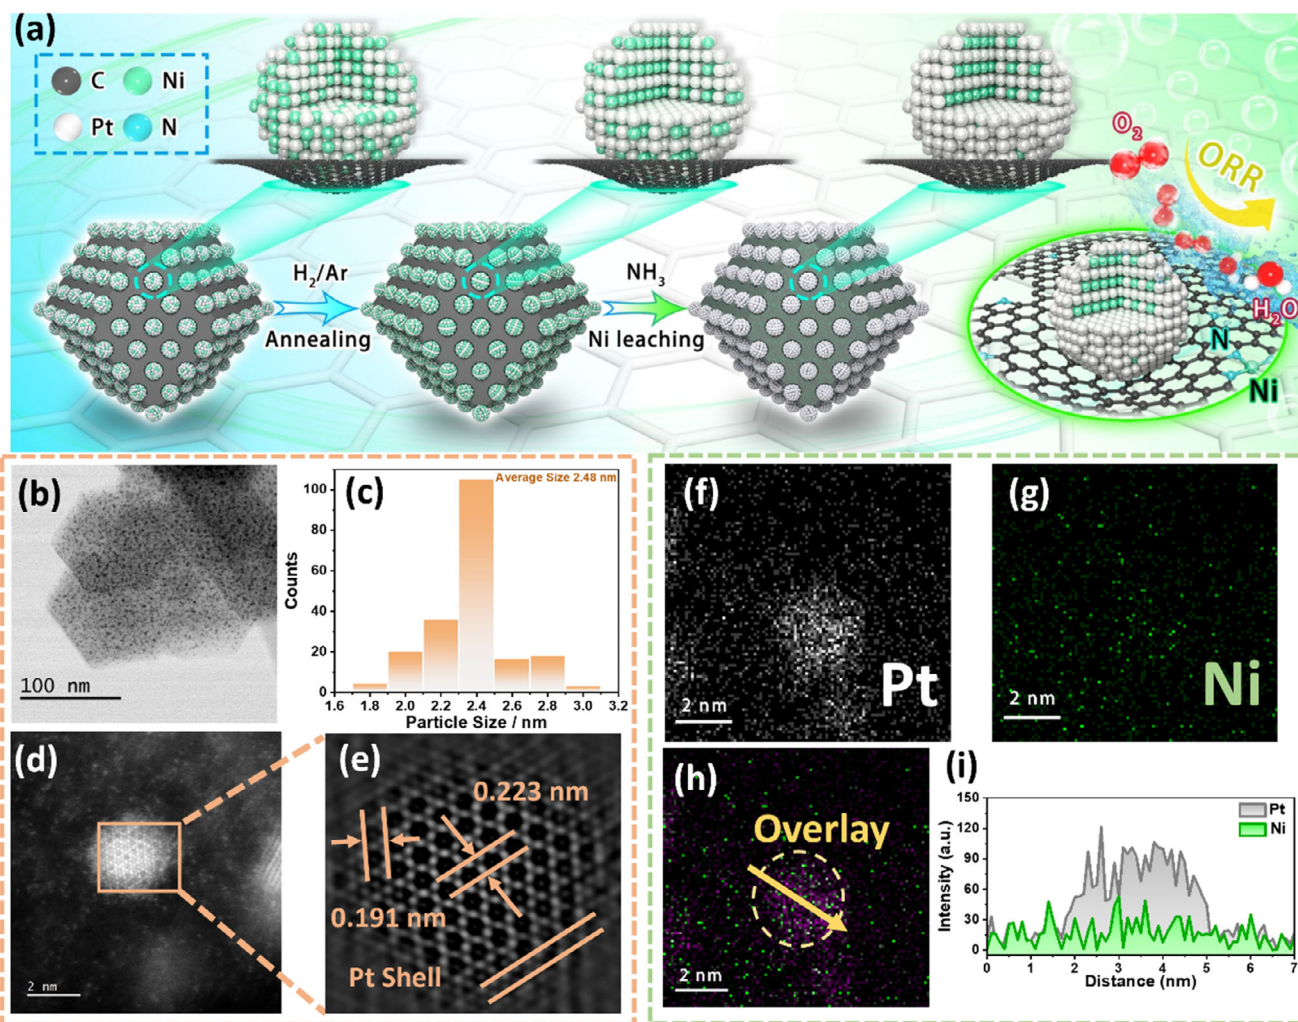 (a)
C
Ni
Pt
N
H₂/Ar
Annealing
NH₃
Ni leaching
O₂
ORR
H₂O
N
Ni
(b)
100 nm
(c)
Average Size 2.48 nm
100
80
60
40
20
0
Counts
1.6 1.8 2.0 2.2 2.4 2.6 2.8 3.0 3.2
Particle Size / nm
(d)
2 nm
(e)
0.223 nm
0.191 nm
Pt Shell
(f)
Pt
2 nm
(g)
Ni
2 nm
(h)
Overlay
2 nm
(i)
150
120
90
60
30
0
Intensity (a.u.)
Pt
Ni
0 1 2 3 4 5 6 7
Distance (nm)